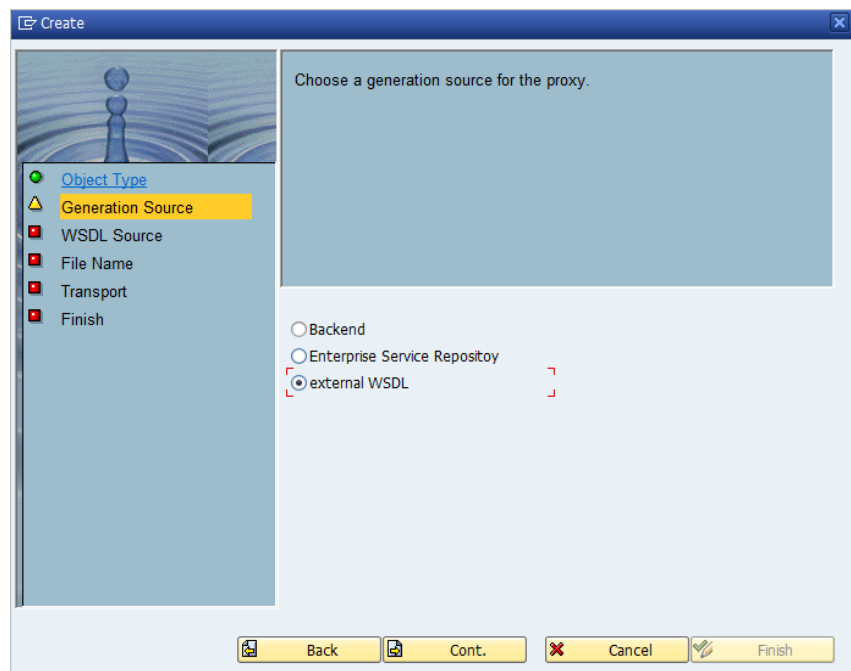 Create
Choose a generation source for the proxy.
Object Type
Generation Source
WSDL Source
File Name
Transport
Finish
Backend
Enterprise Service Repositoy
external WSDL
Back
Cont.
Cancel
Finish